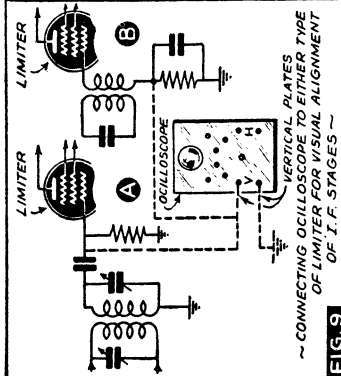 LIMITER
LIMITER
A
B
OCILLOSCOPE
V
H
VERTICAL PLATES
~ CONNECTING OCILLOSCOPE TO EITHER TYPE
OF LIMITER FOR VISUAL ALIGNMENT
OF I.F. STAGES ~
FIG. 9